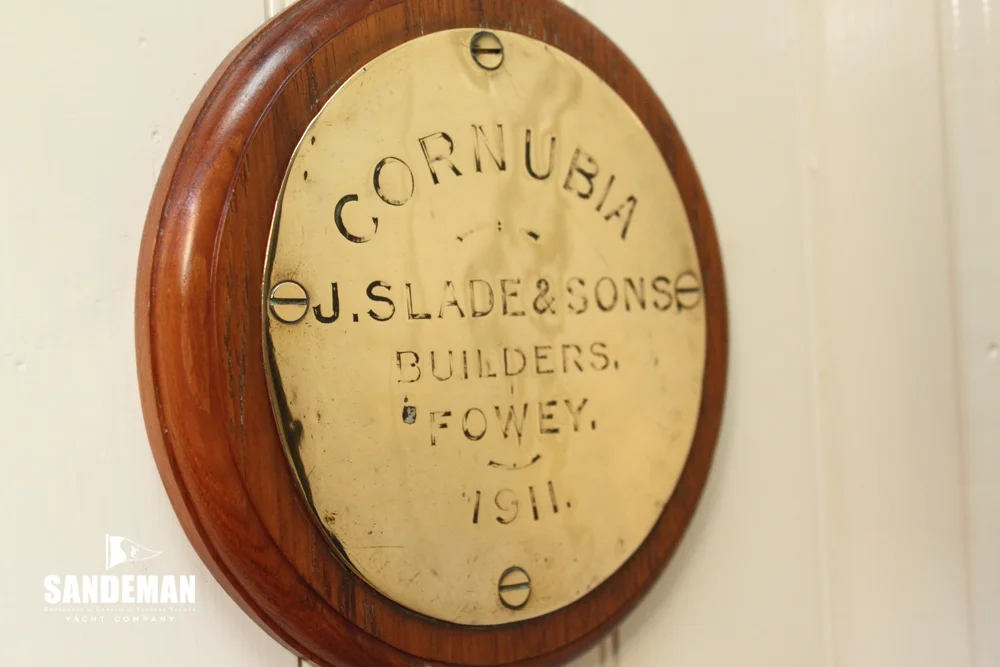 CORNUBIA
J. SLADE & SONS
BUILDERS.
FOWEY.
1911.
SANDEMAN
YACHT COMPANY